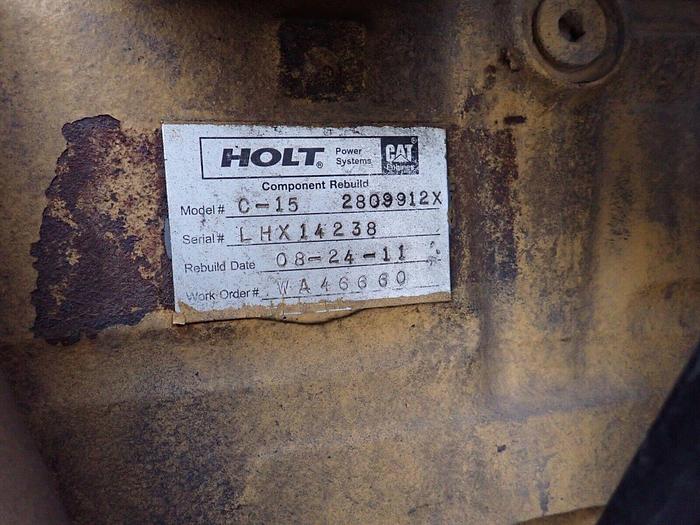 HOLT® Power Systems CAT®
Component Rebuild
Model# C-15 2809912X
Serial# LHX14238
Rebuild Date 08-24-11
Work Order# WA46660